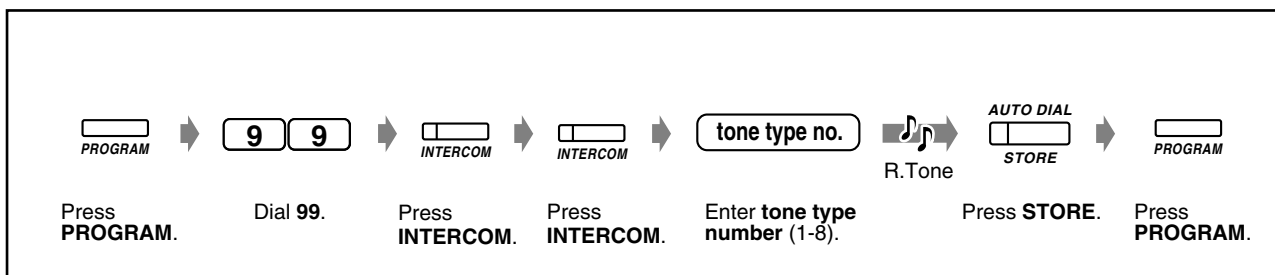 PROGRAM
9 9
INTERCOM
INTERCOM
tone type no.
R.Tone
AUTO DIAL
STORE
PROGRAM
Press
PROGRAM.
Dial 99.
Press
INTERCOM.
Press
INTERCOM.
Enter tone type
number (1-8).
Press STORE.
Press
PROGRAM.